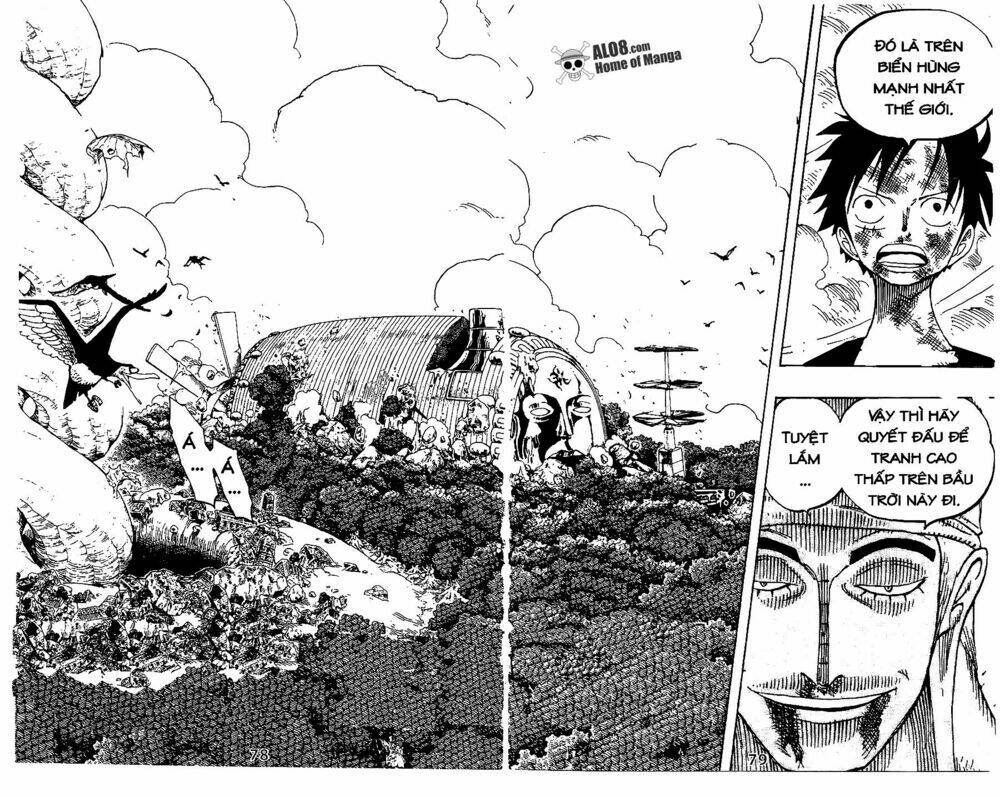 ALO8.com
Home of Manga
ĐÓ LÀ TRÊN
BIỂN HÙNG
MẠNH NHẤT
THẾ GIỚI.
TUYỆT
LẮM
...
VẬY THÌ HÃY
QUYẾT ĐẤU ĐỂ
TRANH CAO
THẤP TRÊN BẦU
TRỜI NÀY ĐI.
Á
...
Á
...
78
79